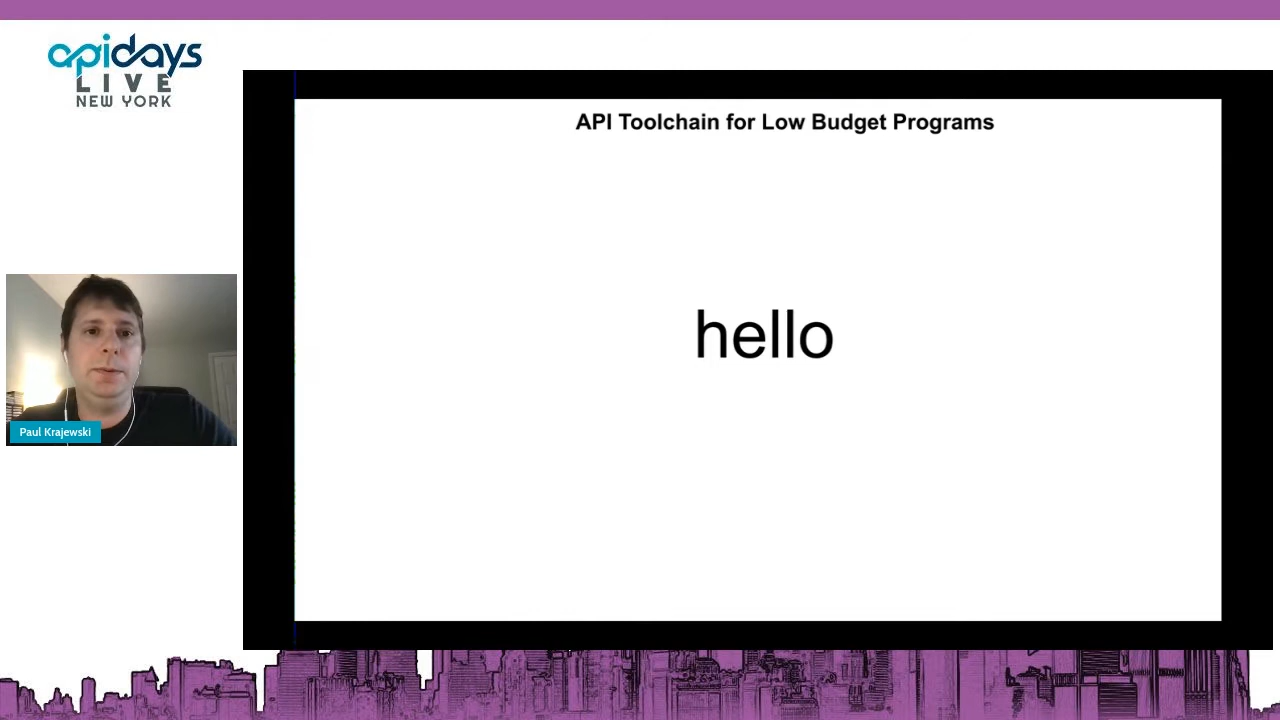 apidays
LIVE
NEW YORK
API Toolchain for Low Budget Programs
hello
Paul Krajewski